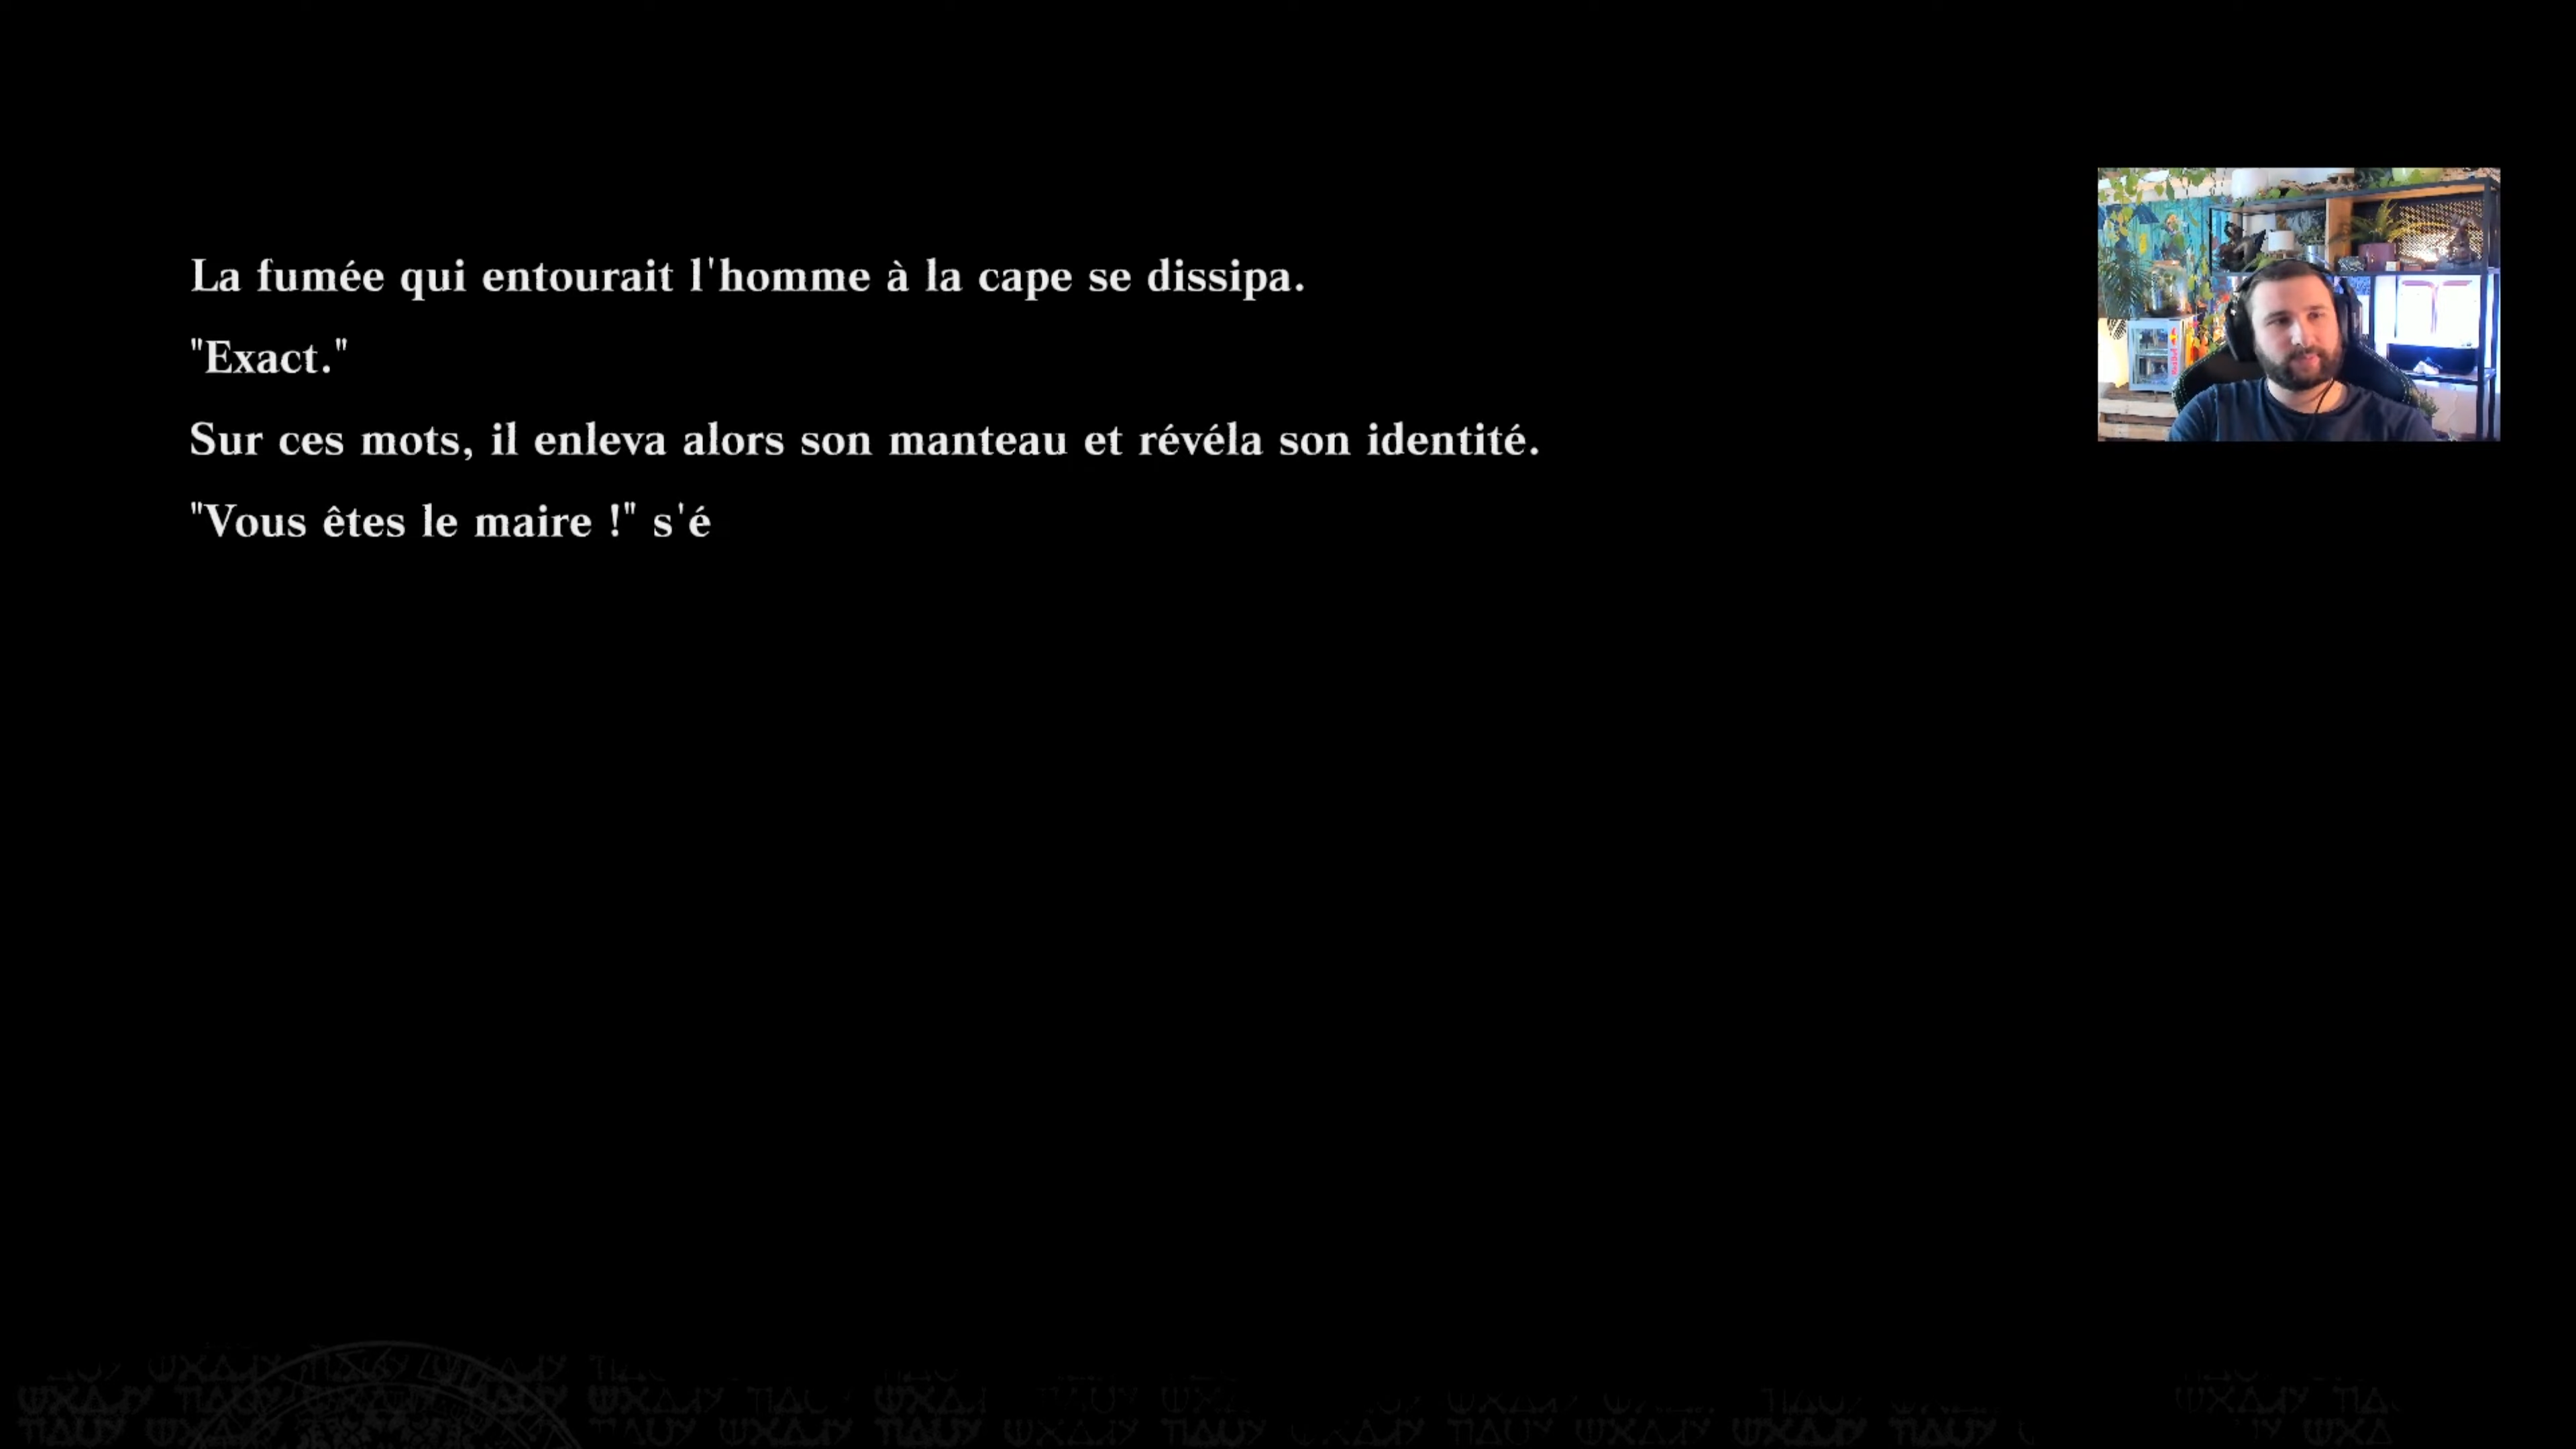 La fumée qui entourait l'homme à la cape se dissipa.
"Exact."
Sur ces mots, il enleva alors son manteau et révéla son identité.
"Vous êtes le maire !" s'é